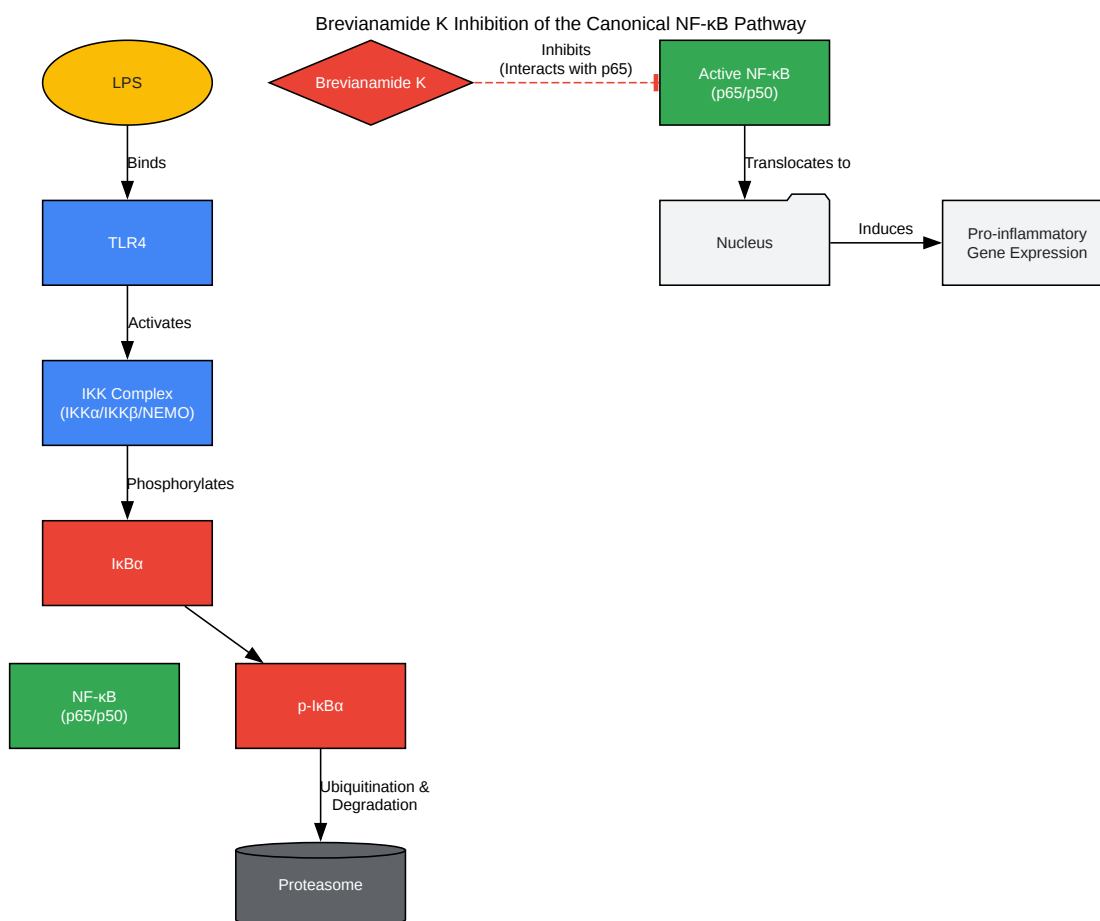 Brevianamide K Inhibition of the Canonical NF-κB Pathway
LPS
Brevianamide K
Inhibits
(Interacts with p65)
Active NF-κB
(p65/p50)
Binds
Translocates to
TLR4
Nucleus
Induces
Pro-inflammatory
Gene Expression
Activates
IKK Complex
(IKKα/IKKβ/NEMO)
Phosphorylates
IκBα
NF-κB
(p65/p50)
p-IκBα
Ubiquitination &
Degradation
Proteasome